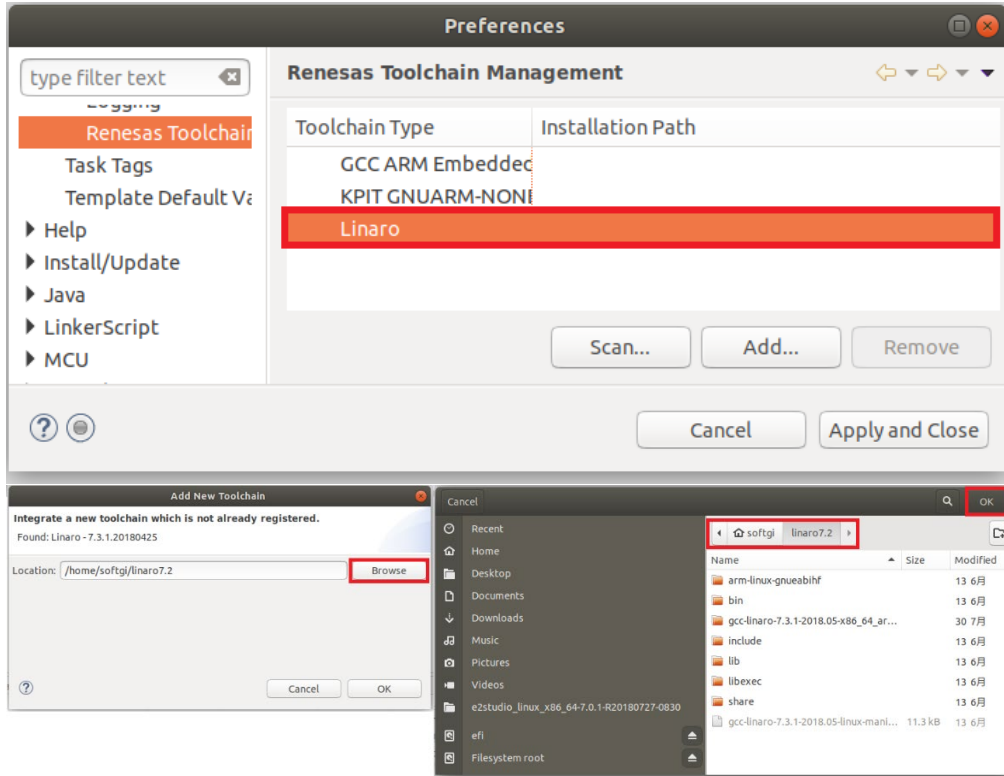 Preferences
type filter text
Renesas Toolchain Management
Logging
Renesas Toolchair
Task Tags
Template Default Va
Help
Install/Update
Java
LinkerScript
MCU
Toolchain Type Installation Path
GCC ARM Embedded
KPIT GNUARM-NONE
Linaro
Scan... Add... Remove
Cancel Apply and Close
Add New Toolchain
Integrate a new toolchain which is not already registered.
Found: Linaro - 7.3.1.20180425
Location: /home/softgi/linaro7.2 Browse
Cancel OK
Cancel OK
Recent
Home
Desktop
Documents
Downloads
Music
Pictures
Videos
e2studio_linux_x86_64-7.0.1-R20180727-0830
efi
Filesystem root
softgi linaro7.2
Name Size Modified
arm-linux-gnueabihf 13 6月
bin 13 6月
gcc-linaro-7.3.1-2018.05-x86_64_ar... 30 7月
include 13 6月
lib 13 6月
libexec 13 6月
share 13 6月
gcc-linaro-7.3.1-2018.05-linux-mani... 11.3 kB 13 6月